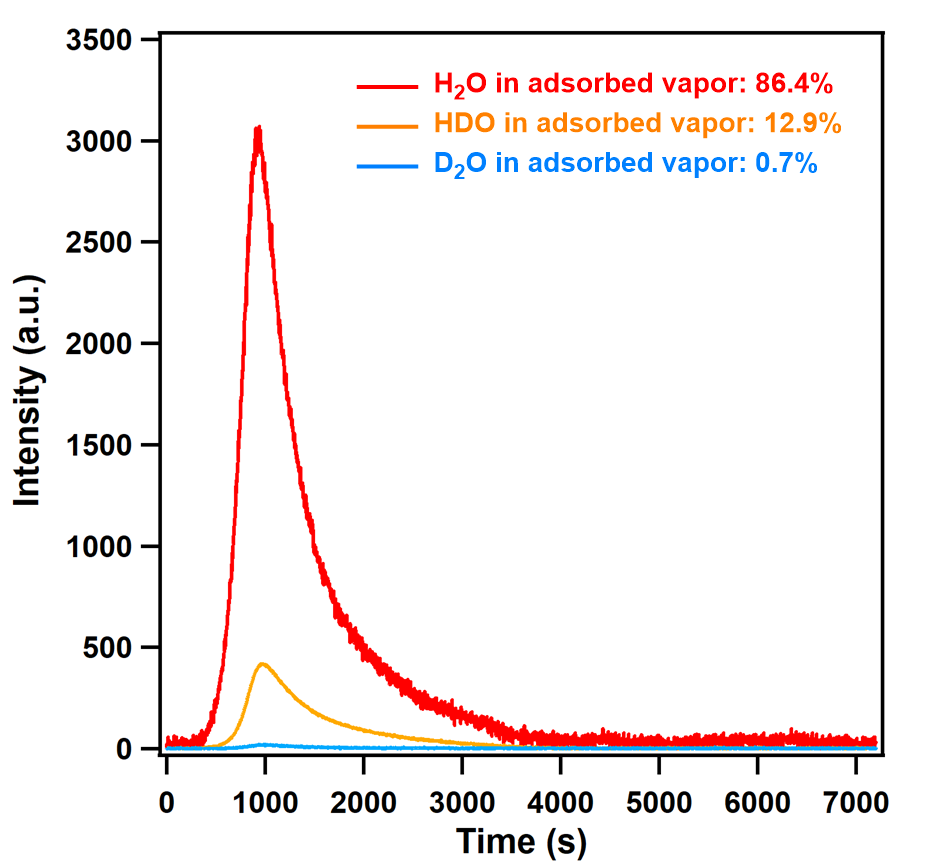 H₂O in adsorbed vapor: 86.4%
HDO in adsorbed vapor: 12.9%
D₂O in adsorbed vapor: 0.7%
Intensity (a.u.)
3500
3000
2500
2000
1500
1000
500
0
0 1000 2000 3000 4000 5000 6000 7000
Time (s)